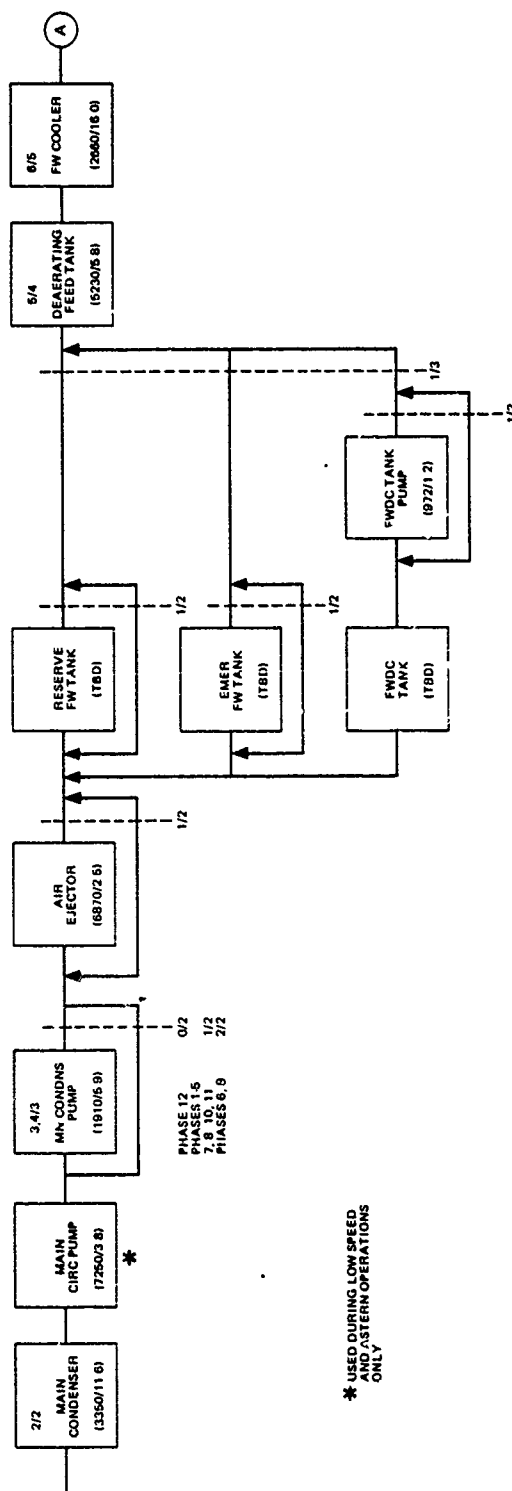 2/2
MAIN
CONDENSER
(3350/11 6)
MAIN
CIRC PUMP
(7250/3 8)
*
3,4/3
MN CONDNS
PUMP
(1910/5 9)
PHASE 12 0/2
PHASES 1-5
7, 8 10, 11 1/2
PHASES 6, 9 2/2
AIR
EJECTOR
(6870/2 5)
1/2
RESERVE
FW TANK
(TBD)
1/2
EMER
FW TANK
(TBD)
1/2
FWDC
TANK
(TBD)
FWDC TANK
PUMP
(972/1 2)
1/2
1/3
5/4
DEAERATING
FEED TANK
(5230/5 8)
6/5
FW COOLER
(2660/16 0)
A
* USED DURING LOW SPEED
AND ASTERN OPERATIONS
ONLY